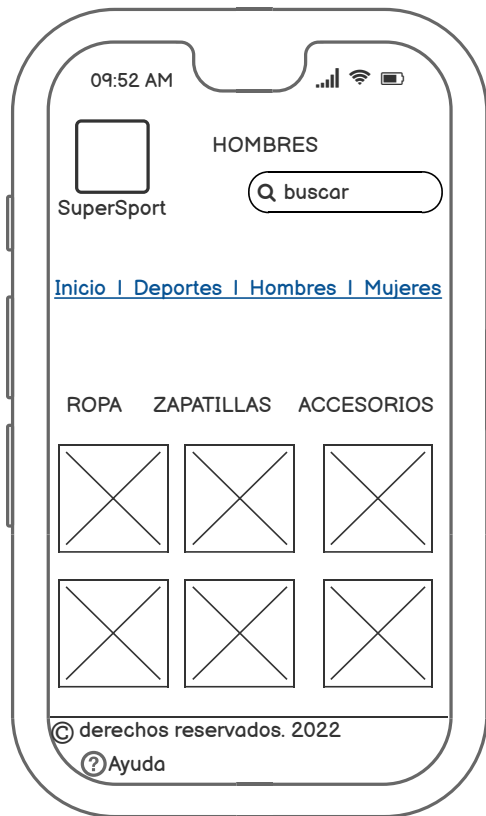 09:52 AM
HOMBRES
buscar
SuperSport
Inicio | Deportes | Hombres | Mujeres
ROPA ZAPATILLAS ACCESORIOS
© derechos reservados. 2022
? Ayuda